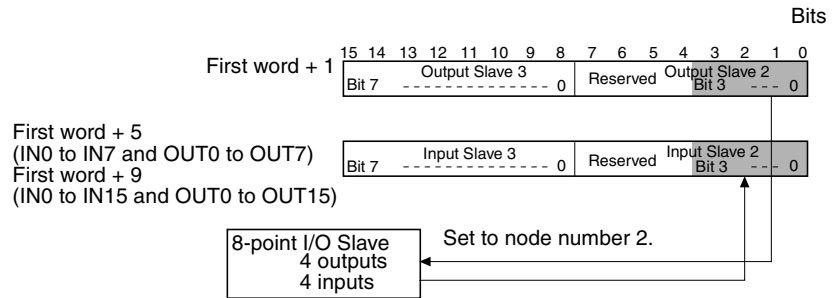 Bits
15 14 13 12 11 10 9 8 7 6 5 4 3 2 1 0
First word + 1
Output Slave 3
Output Slave 2
Bit 7 - - - - - - - - - - - - - - - - 0
Reserved
Bit 3 - - - 0
First word + 5
(IN0 to IN7 and OUT0 to OUT7)
First word + 9
(IN0 to IN15 and OUT0 to OUT15)
Input Slave 3
Input Slave 2
Bit 7 - - - - - - - - - - - - - - - - 0
Reserved
Bit 3 - - - 0
8-point I/O Slave
4 outputs
4 inputs
Set to node number 2.